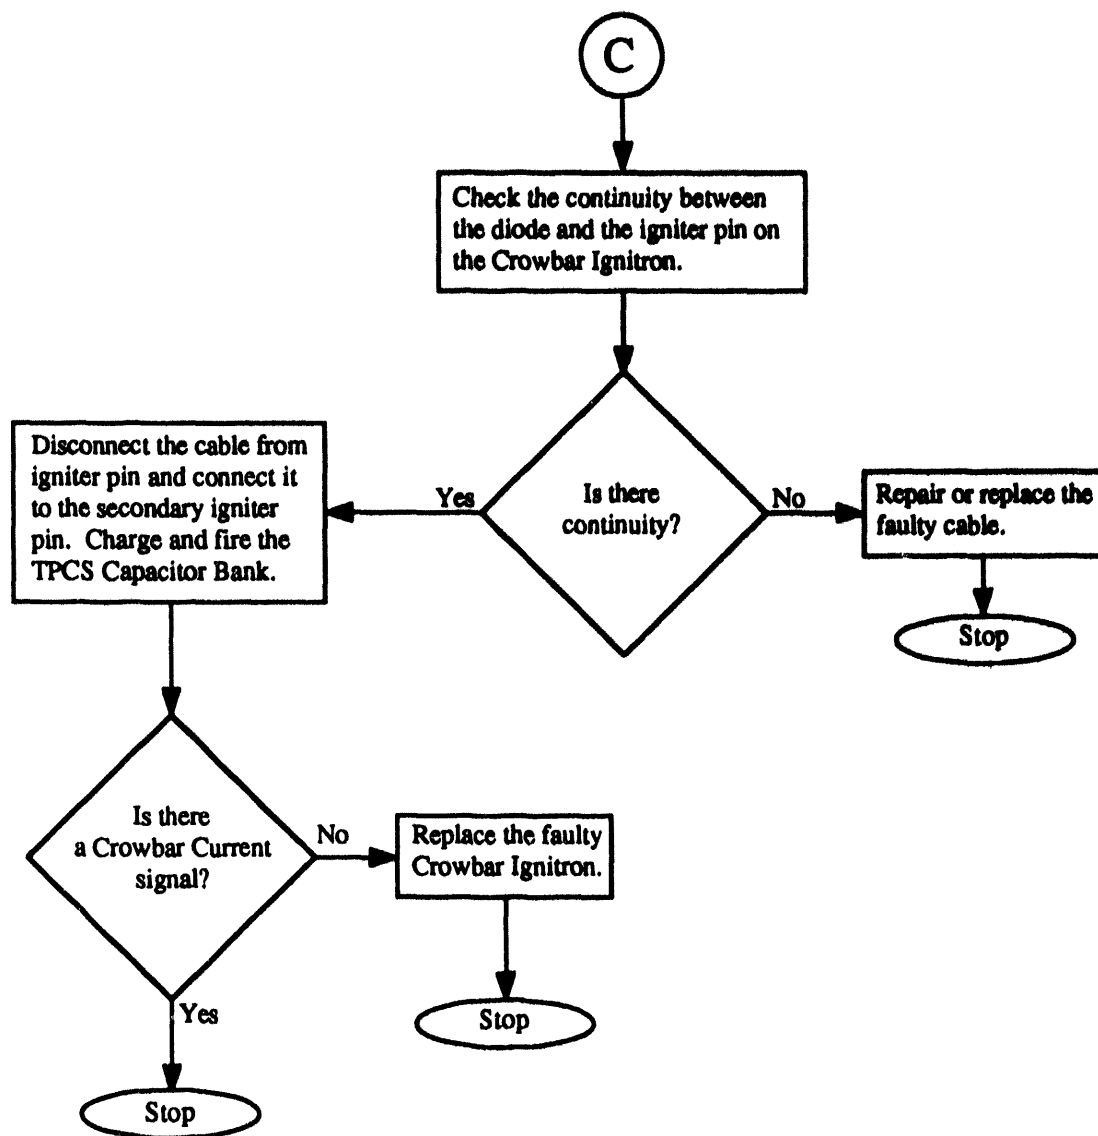 C
Check the continuity between
the diode and the igniter pin on
the Crowbar Ignitron.
Is there
continuity?
Yes
No
Disconnect the cable from
igniter pin and connect it
to the secondary igniter
pin.  Charge and fire the
TPCS Capacitor Bank.
Repair or replace the
faulty cable.
Stop
Is there
a Crowbar Current
signal?
No
Replace the faulty
Crowbar Ignitron.
Stop
Yes
Stop